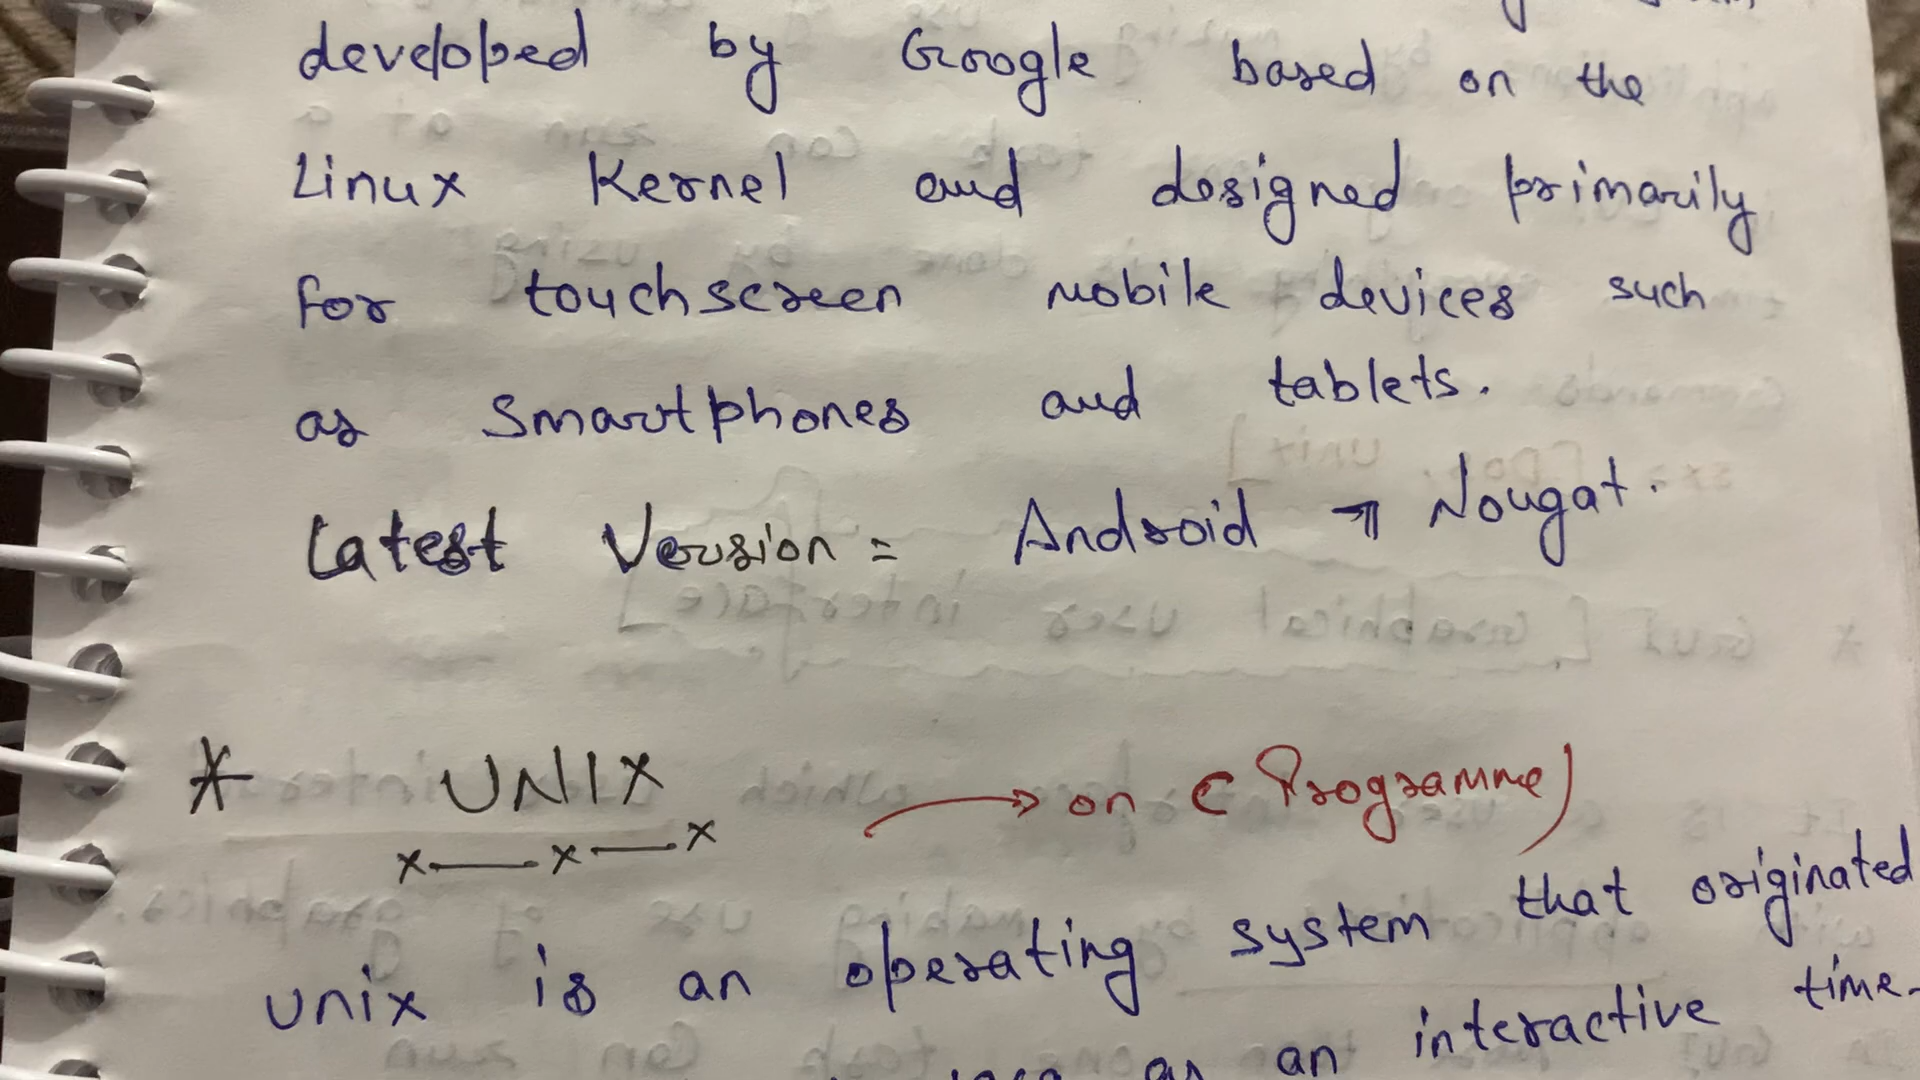 developed by Google based on the
Linux Kernel and designed primarily
for touchscreen mobile devices such
as smartphones and tablets.
Latest Version = Android 7 Nougat.
* UNIX → on C Programme)
x—x—x
unix is an operating system that originated
as an interactive time-